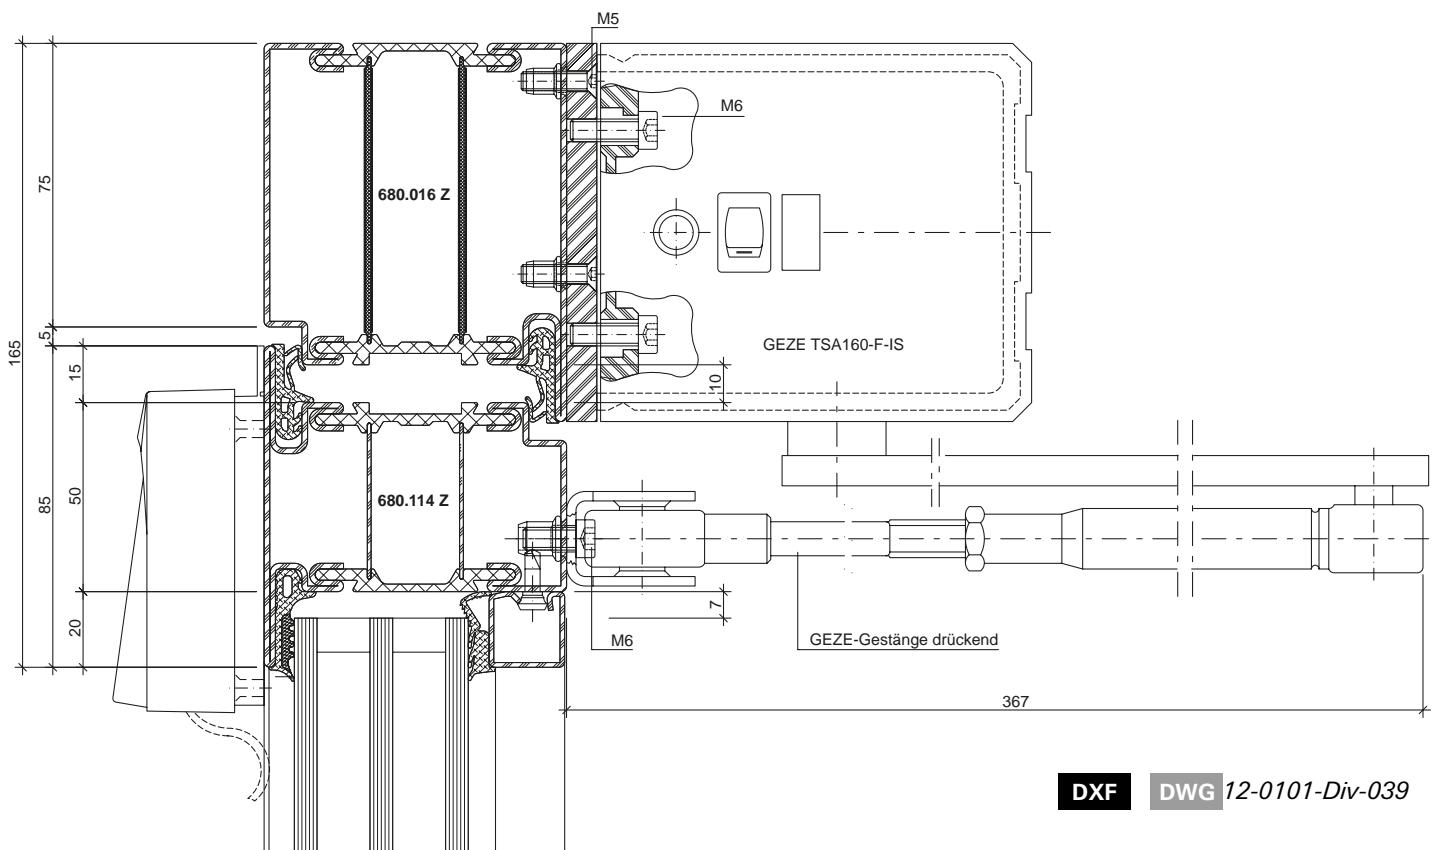 M5
M6
75
680.016 Z
5
165
GEZE TSA160-F-IS
15
10
85
50
680.114 Z
20
7
M6
GEZE-Gestänge drückend
367
DXF DWG 12-0101-Div-039